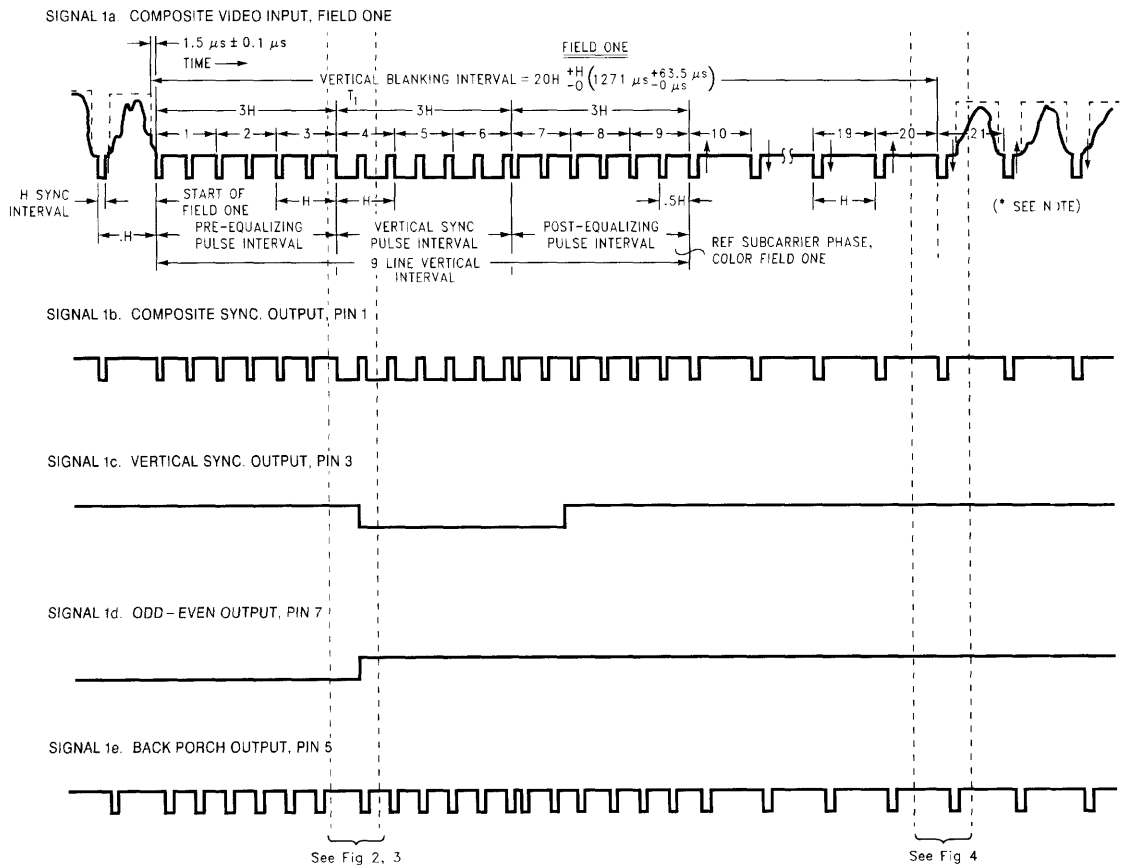 SIGNAL 1a. COMPOSITE VIDEO INPUT, FIELD ONE
1.5 µs ± 0.1 µs
TIME
FIELD ONE
VERTICAL BLANKING INTERVAL = 20H +H -0 (1271 µs +63.5 µs -0 µs)
T1
3H 3H 3H
1 2 3 4 5 6 7 8 9 10 19 20 21
H SYNC INTERVAL
START OF FIELD ONE
H H .5H H
(* SEE NOTE)
.H
PRE-EQUALIZING PULSE INTERVAL
VERTICAL SYNC PULSE INTERVAL
POST-EQUALIZING PULSE INTERVAL
REF SUBCARRIER PHASE, COLOR FIELD ONE
9 LINE VERTICAL INTERVAL
SIGNAL 1b. COMPOSITE SYNC. OUTPUT, PIN 1
SIGNAL 1c. VERTICAL SYNC. OUTPUT, PIN 3
SIGNAL 1d. ODD–EVEN OUTPUT, PIN 7
SIGNAL 1e. BACK PORCH OUTPUT, PIN 5
See Fig 2, 3
See Fig 4